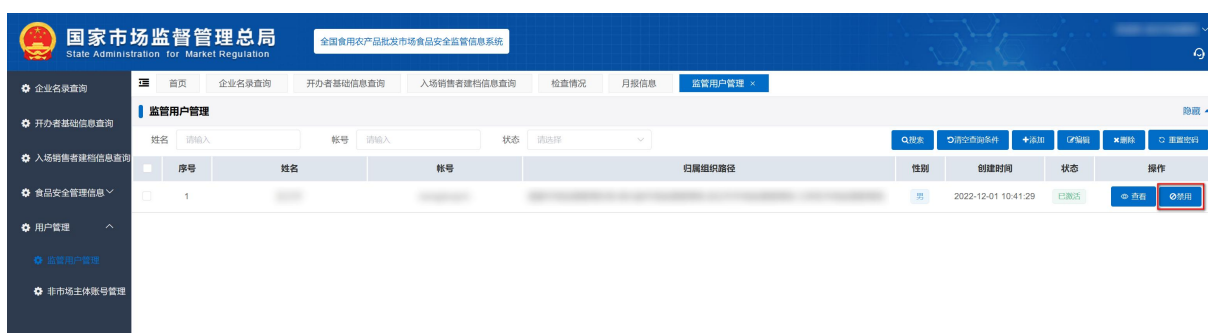 国家市场监督管理总局
State Administration for Market Regulation
全国食用农产品批发市场食品安全监管信息系统
企业名录查询
开办者基础信息查询
入场销售者建档信息查询
食品安全管理信息
用户管理
监管用户管理
非市场主体账号管理
首页 企业名录查询 开办者基础信息查询 入场销售者建档信息查询 检查情况 月报信息 监管用户管理 ×
监管用户管理 隐藏
姓名 请输入 帐号 请输入 状态 请选择 搜索 清空查询条件 +添加 编辑 ×删除 重置密码
序号 姓名 帐号 归属组织路径 性别 创建时间 状态 操作
1 男 2022-12-01 10:41:29 已激活 查看 禁用